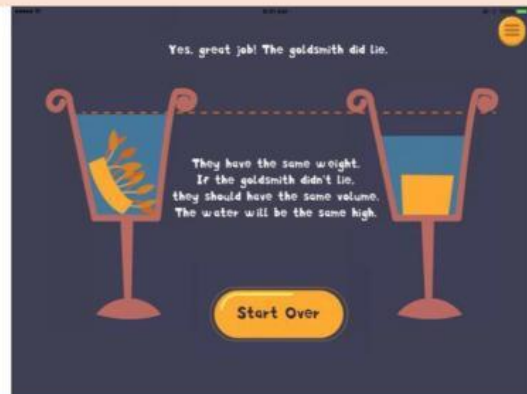 Yes, great job! The goldsmith did lie.
They have the same weight.
If the goldsmith didn't lie,
they should have the same volume.
The water will be the same high.
Start Over